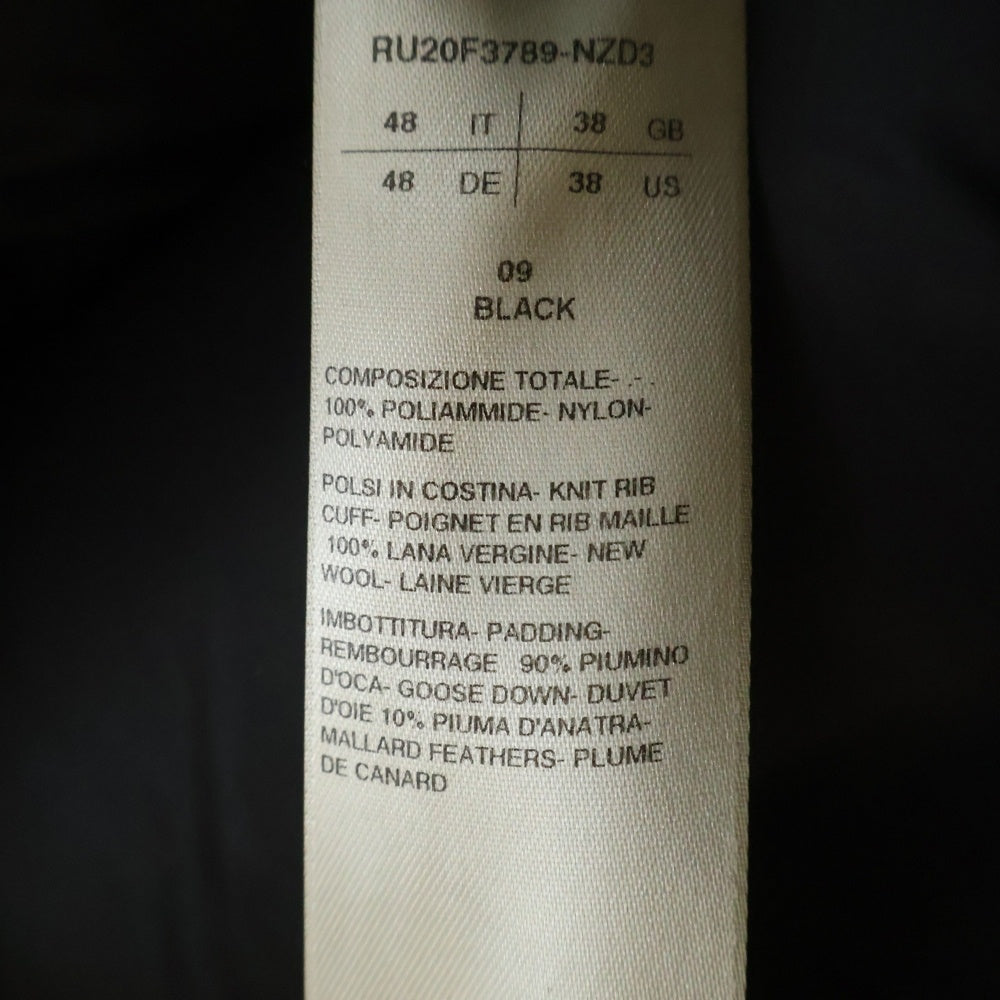 RU20F3789-NZD3
48 IT 38 GB
48 DE 38 US
09
BLACK
COMPOSIZIONE TOTALE- .-.
100% POLIAMMIDE- NYLON-
POLYAMIDE
POLSI IN COSTINA- KNIT RIB
CUFF- POIGNET EN RIB MAILLE
100% LANA VERGINE- NEW
WOOL- LAINE VIERGE
IMBOTTITURA- PADDING-
REMBOURRAGE 90% PIUMINO
D'OCA- GOOSE DOWN- DUVET
D'OIE 10% PIUMA D'ANATRA-
MALLARD FEATHERS- PLUME
DE CANARD